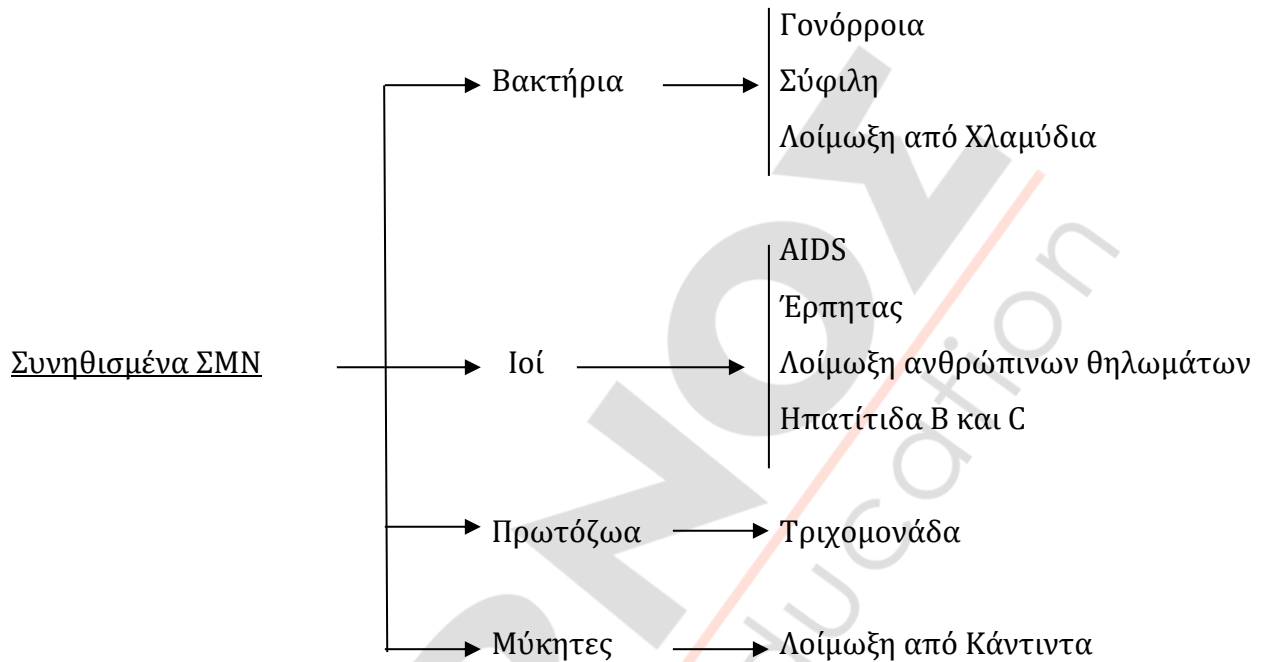 Γονόρροια
Βακτήρια
Σύφιλη
Λοίμωξη από Χλαμύδια
AIDS
Έρπητας
Συνηθισμένα ΣΜΝ
Ιοί
Λοίμωξη ανθρώπινων θηλωμάτων
Ηπατίτιδα Β και C
Πρωτόζωα
Τριχομονάδα
Μύκητες
Λοίμωξη από Κάντιντα